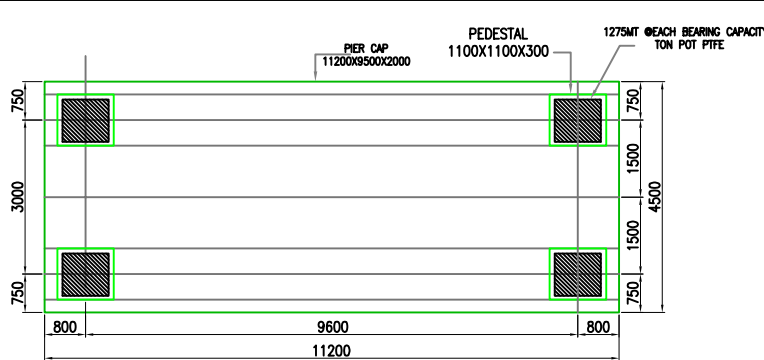 PIER CAP
11200X9500X2000
PEDESTAL
1100X1100X300
1275MT @EACH BEARING CAPACITY
TON POT PTFE
750
3000
750
750
1500
1500
750
4500
800
9600
800
11200